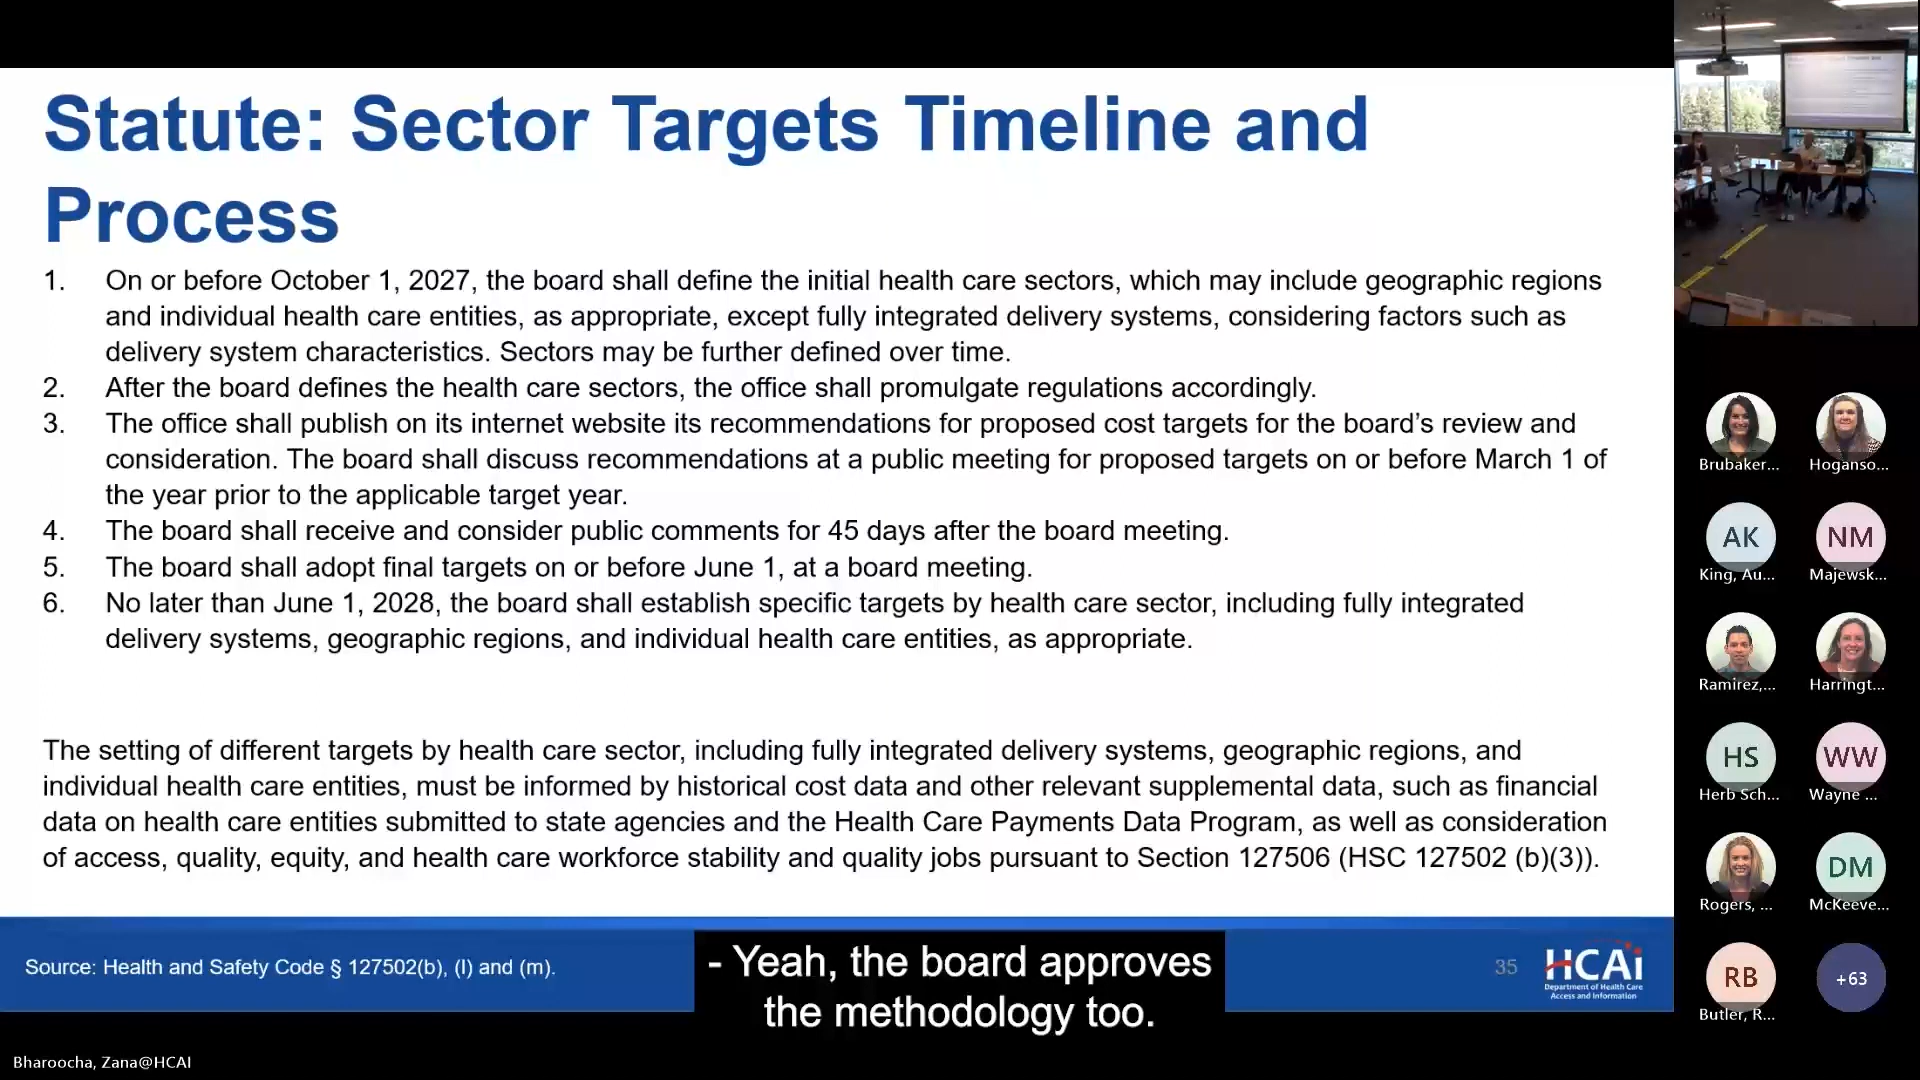 Statute: Sector Targets Timeline and
Process
1. On or before October 1, 2027, the board shall define the initial health care sectors, which may include geographic regions
and individual health care entities, as appropriate, except fully integrated delivery systems, considering factors such as
delivery system characteristics. Sectors may be further defined over time.
2. After the board defines the health care sectors, the office shall promulgate regulations accordingly.
3. The office shall publish on its internet website its recommendations for proposed cost targets for the board’s review and
consideration. The board shall discuss recommendations at a public meeting for proposed targets on or before March 1 of
the year prior to the applicable target year.
4. The board shall receive and consider public comments for 45 days after the board meeting.
5. The board shall adopt final targets on or before June 1, at a board meeting.
6. No later than June 1, 2028, the board shall establish specific targets by health care sector, including fully integrated
delivery systems, geographic regions, and individual health care entities, as appropriate.
The setting of different targets by health care sector, including fully integrated delivery systems, geographic regions, and
individual health care entities, must be informed by historical cost data and other relevant supplemental data, such as financial
data on health care entities submitted to state agencies and the Health Care Payments Data Program, as well as consideration
of access, quality, equity, and health care workforce stability and quality jobs pursuant to Section 127506 (HSC 127502 (b)(3)).
Source: Health and Safety Code § 127502(b), (l) and (m).
35
HCAi
Department of Health Care
Access and Information
- Yeah, the board approves
the methodology too.
Bharoocha, Zana@HCAI
Brubaker...
Hoganso...
AK
NM
King, Au...
Majewsk...
Ramirez,...
Harringt...
HS
WW
Herb Sch...
Wayne ...
Rogers, ...
DM
McKeeve...
RB
+63
Butler, R...